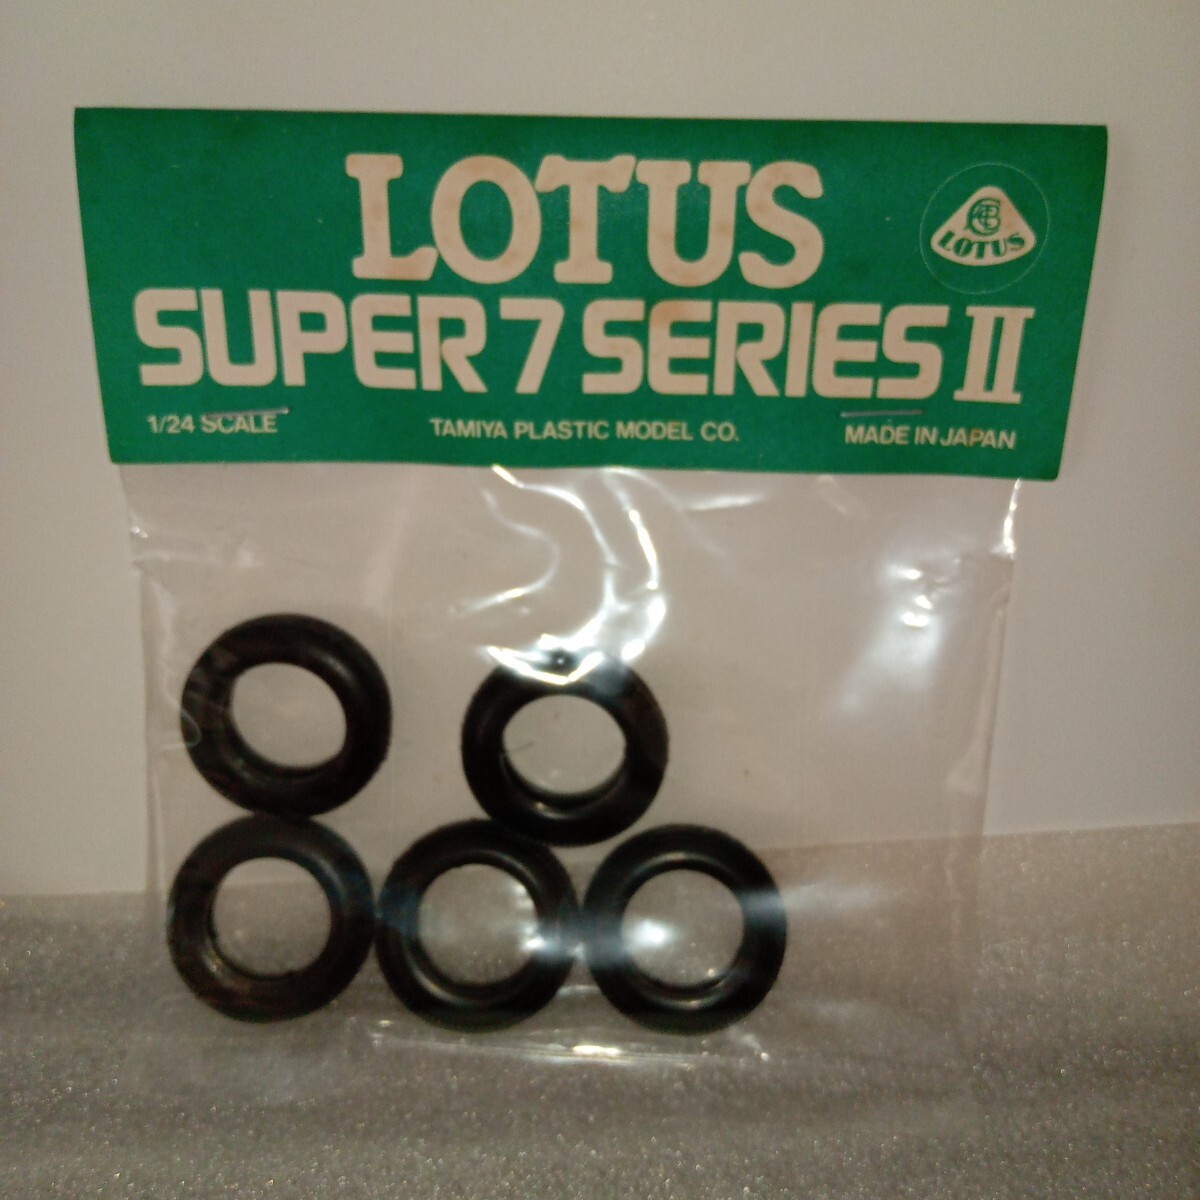 LOTUS
SUPER 7 SERIES II
1/24 SCALE
TAMIYA PLASTIC MODEL CO.
MADE IN JAPAN
LOTUS